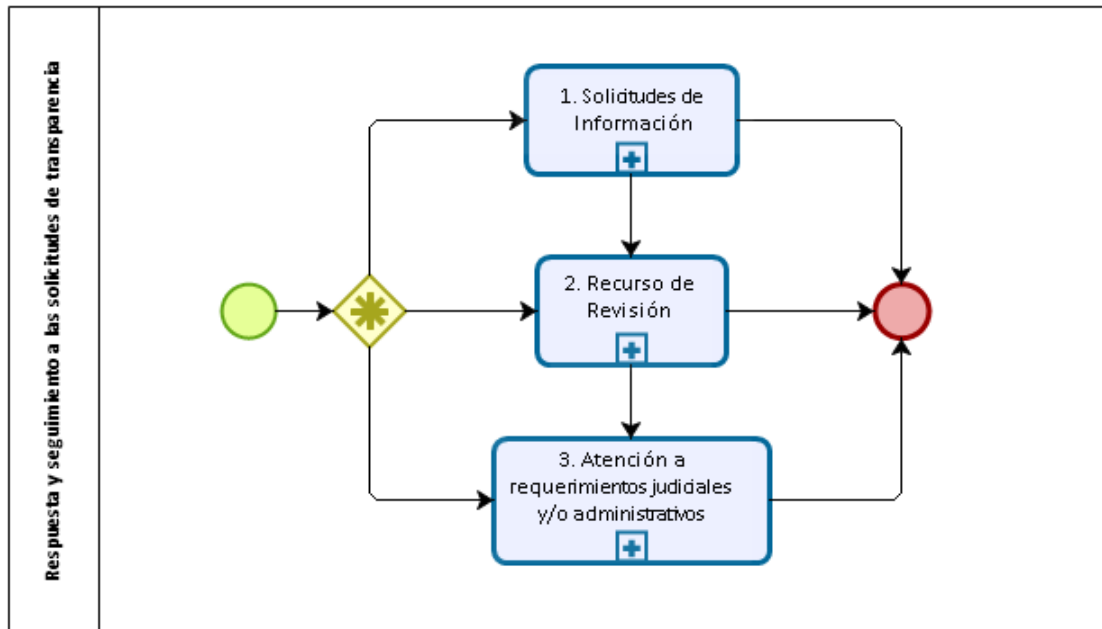 Respuesta y seguimiento a las solicitudes de transparencia
1. Solicitudes de
Información
2. Recurso de
Revisión
3. Atención a
requerimientos judiciales
y/o administrativos